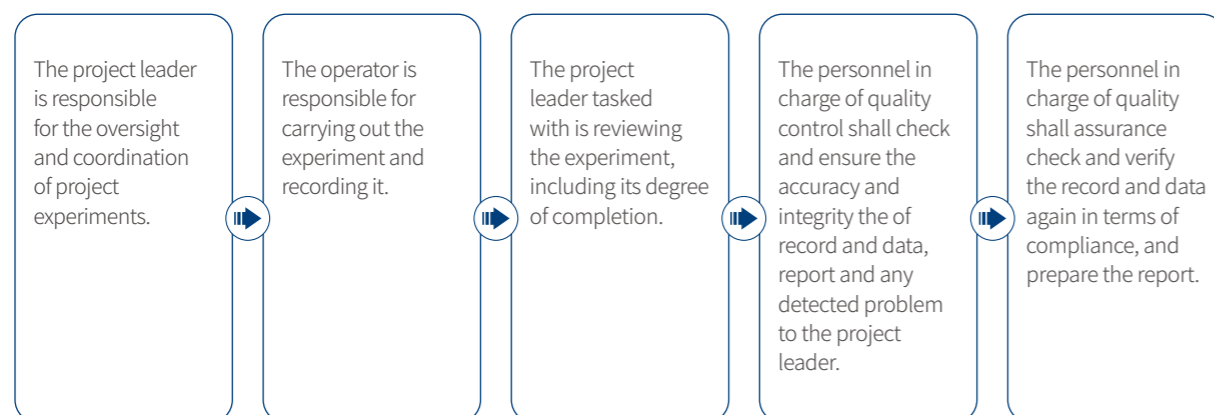 The project leader
is responsible
for the oversight
and coordination
of project
experiments.
The operator is
responsible for
carrying out the
experiment and
recording it.
The project
leader tasked
with is reviewing
the experiment,
including its degree
of completion.
The personnel in
charge of quality
control shall check
and ensure the
accuracy and
integrity the of
record and data,
report and any
detected problem
to the project
leader.
The personnel in
charge of quality
shall assurance
check and verify
the record and data
again in terms of
compliance, and
prepare the report.